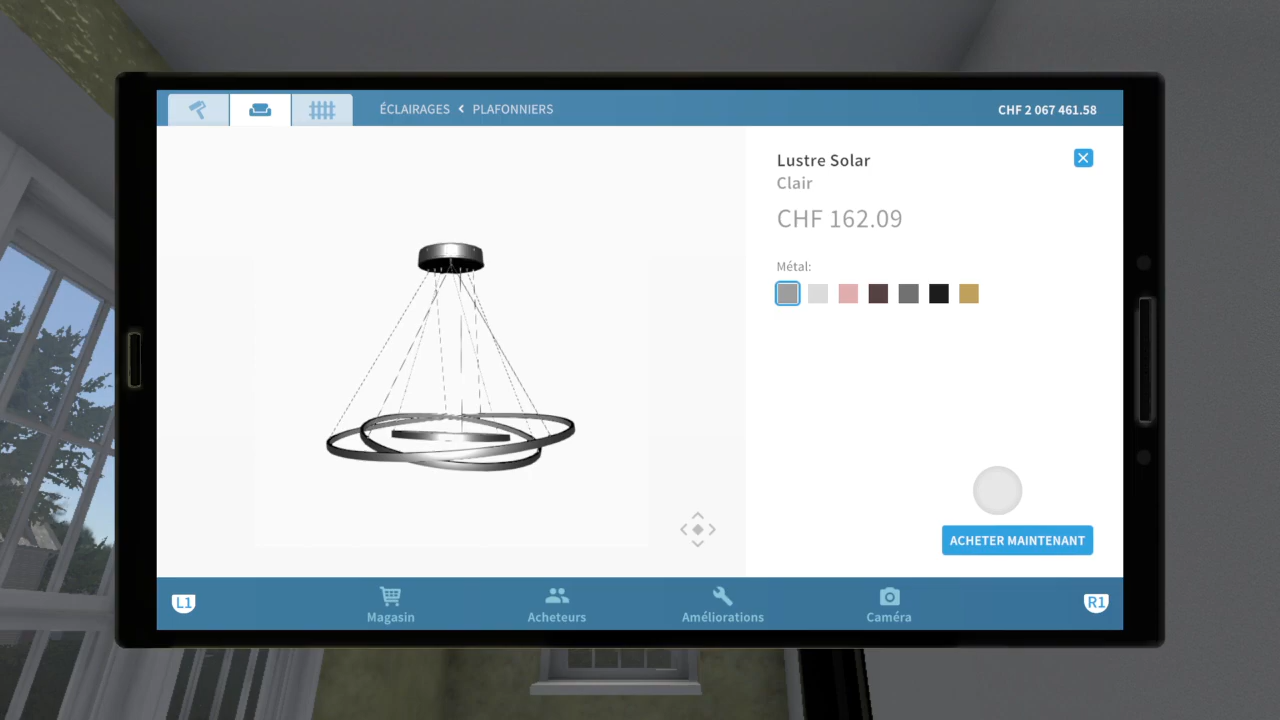 ÉCLAIRAGES < PLAFONNIERS
CHF 2 067 461.58
Lustre Solar
Clair
CHF 162.09
Métal:
ACHETER MAINTENANT
L1
Magasin
Acheteurs
Améliorations
Caméra
R1